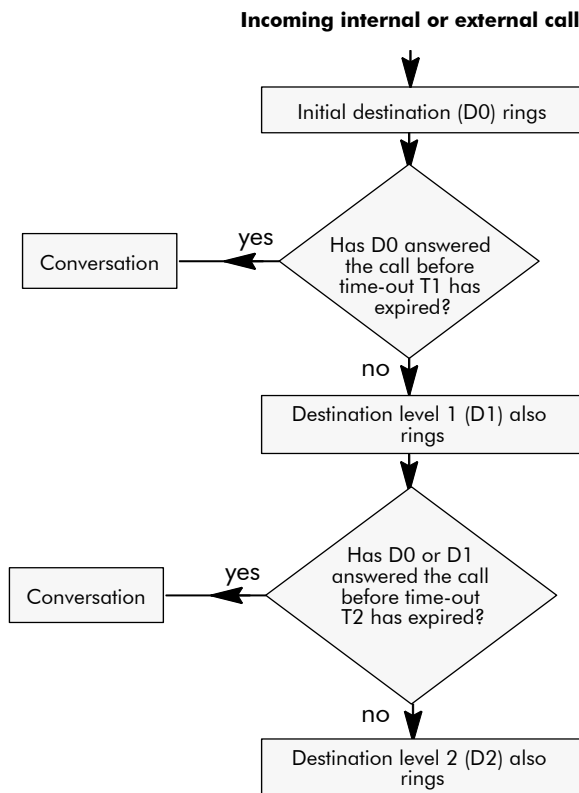 Incoming internal or external call
Initial destination (D0) rings
Has D0 answered
the call before
time-out T1 has
expired?
yes
Conversation
no
Destination level 1 (D1) also
rings
Has D0 or D1
answered the call
before time-out
T2 has expired?
yes
Conversation
no
Destination level 2 (D2) also
rings